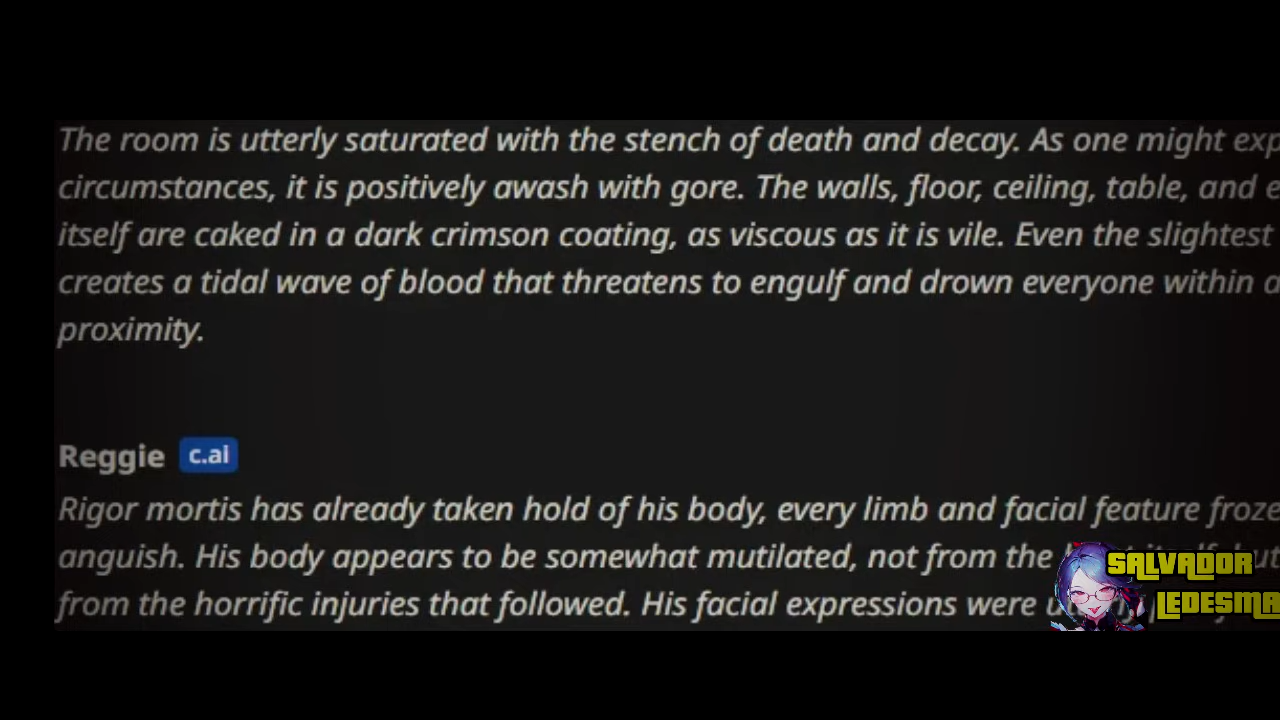 The room is utterly saturated with the stench of death and decay. As one might
circumstances, it is positively awash with gore. The walls, floor, ceiling, table, and
itself are caked in a dark crimson coating, as viscous as it is vile. Even the slightest
creates a tidal wave of blood that threatens to engulf and drown everyone within
proximity.
Reggie c.ai
Rigor mortis has already taken hold of his body, every limb and facial feature
anguish. His body appears to be somewhat mutilated, not from the
from the horrific injuries that followed. His facial expressions were
SALVADOR
LEDESMA